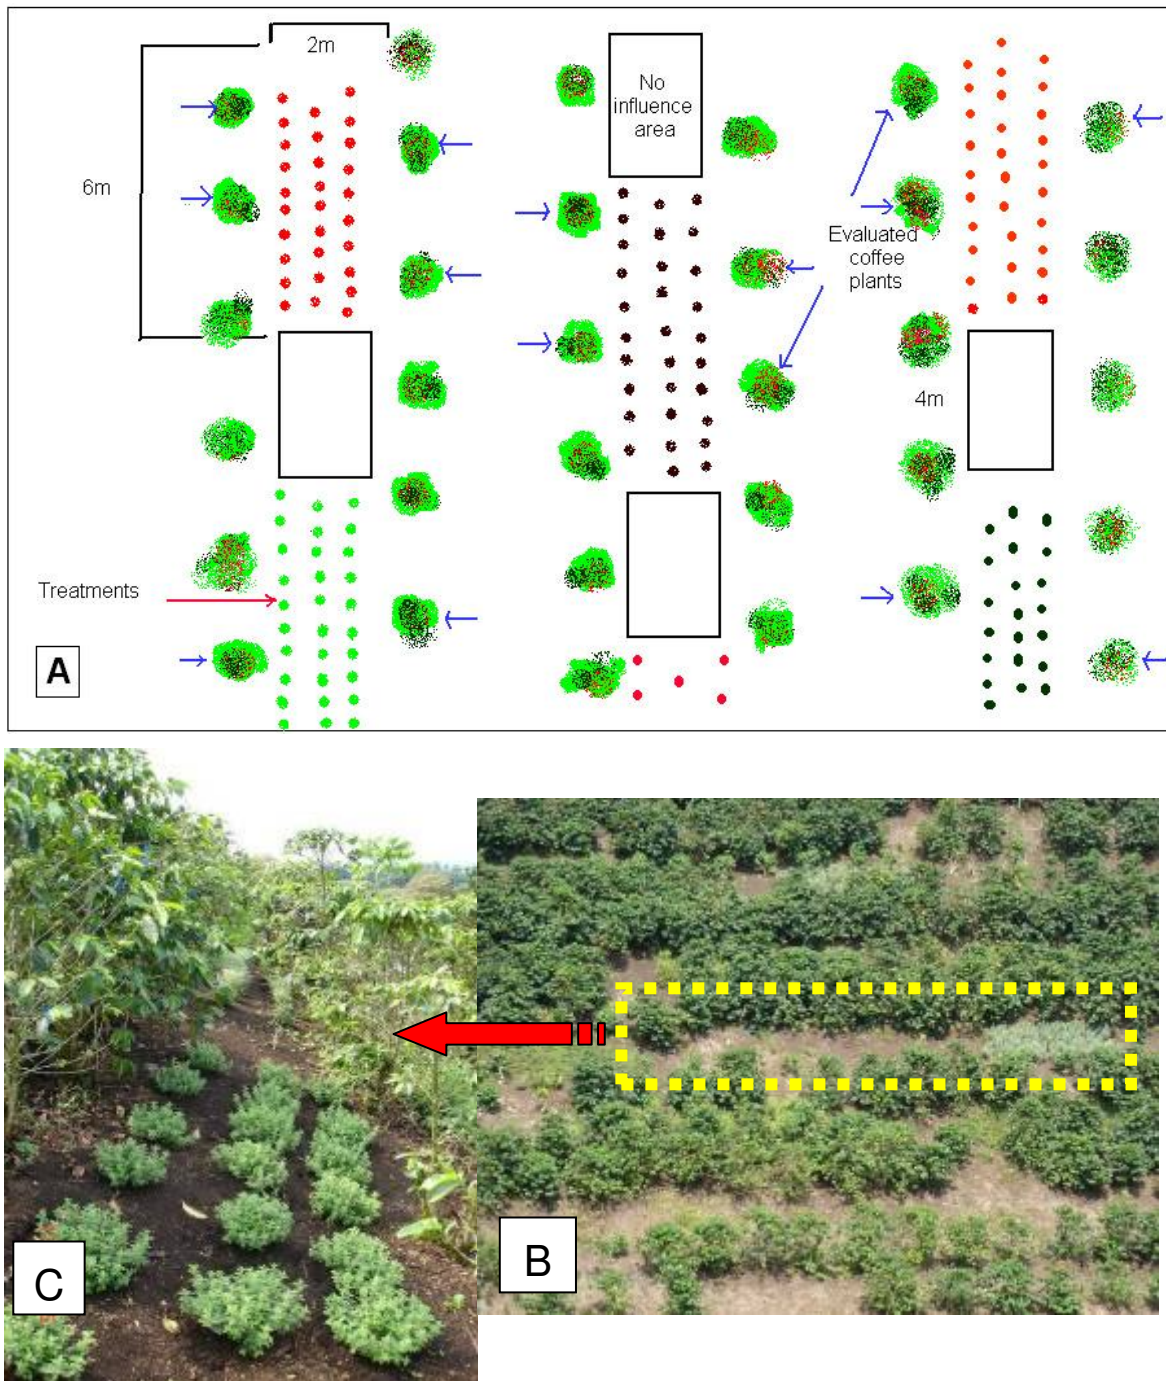 2m
6m
No
influence
area
Evaluated
coffee
plants
4m
Treatments
A
C
B